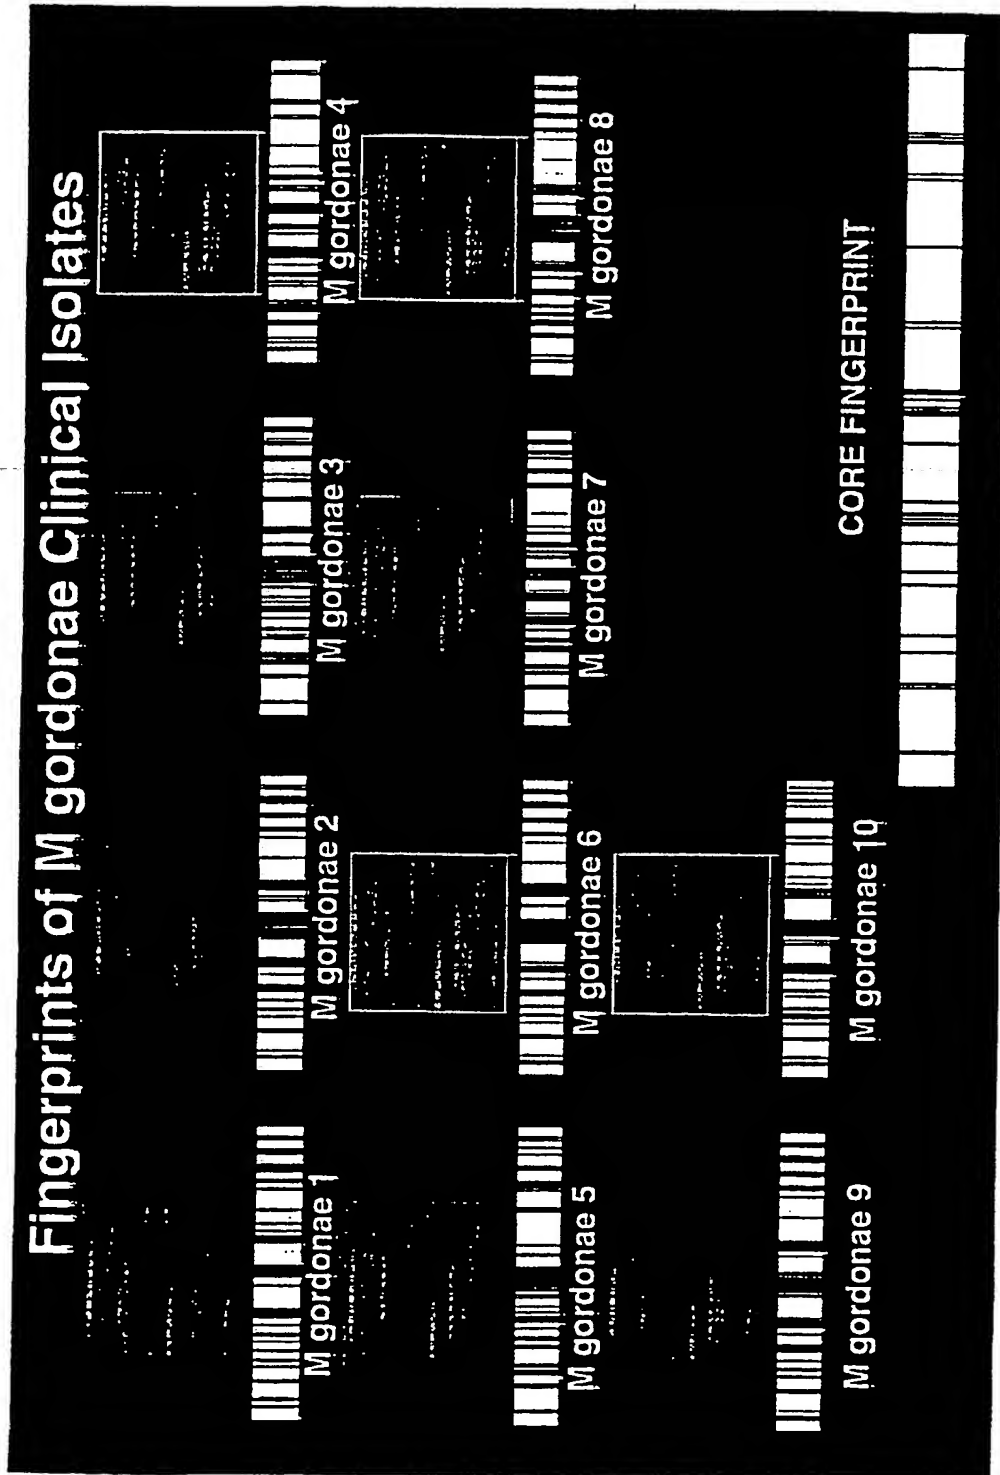 Fingerprints of M gordonae Clinical Isolates
M gordonae 1
M gordonae 2
M gordonae 3
M gordonae 4
M gordonae 5
M gordonae 6
M gordonae 7
M gordonae 8
M gordonae 9
M gordonae 10
CORE FINGERPRINT